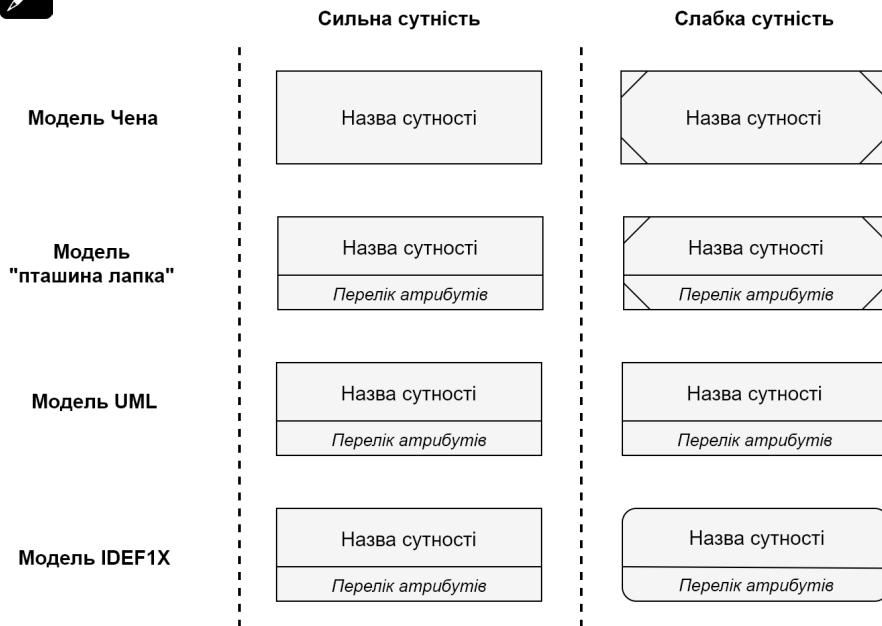 Сильна сутність Слабка сутність
Модель Чена Назва сутності Назва сутності
Модель Назва сутності Назва сутності
"пташина лапка" Перелік атрибутів Перелік атрибутів
Модель UML Назва сутності Назва сутності
Перелік атрибутів Перелік атрибутів
Модель IDEF1X Назва сутності Назва сутності
Перелік атрибутів Перелік атрибутів